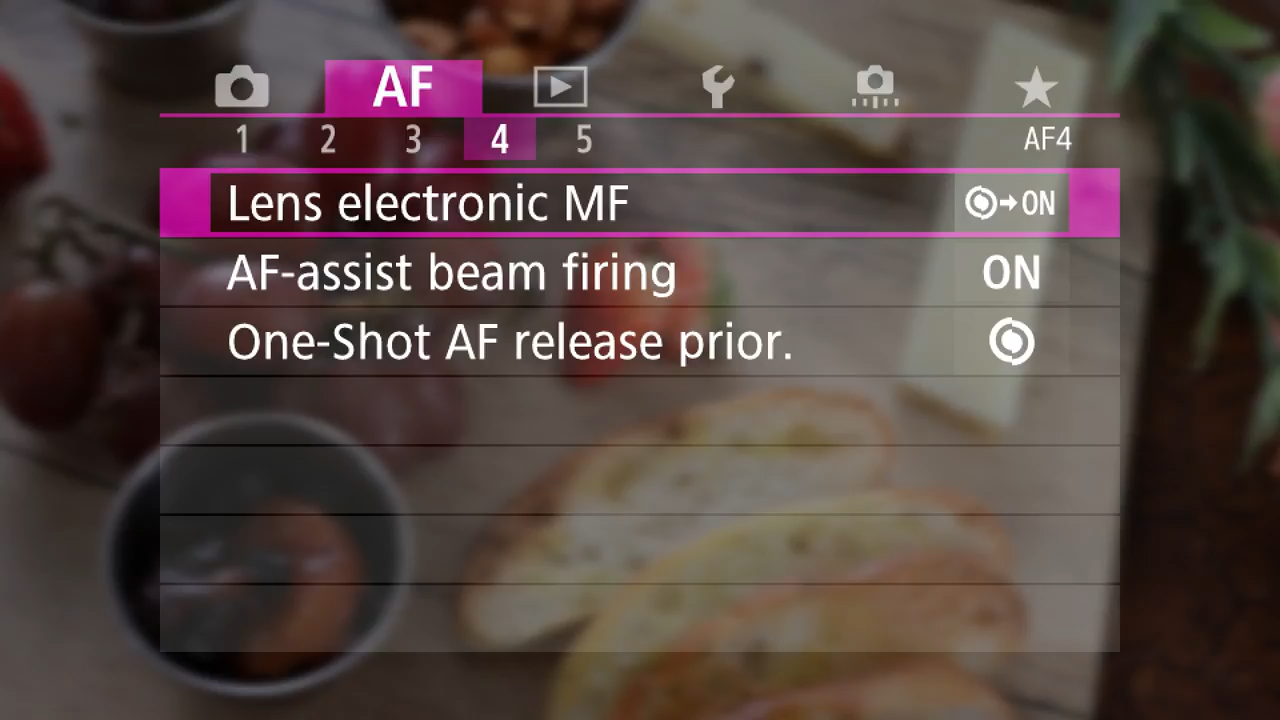 AF
1 2 3 4 5 AF4
Lens electronic MF → ON
AF-assist beam firing ON
One-Shot AF release prior.